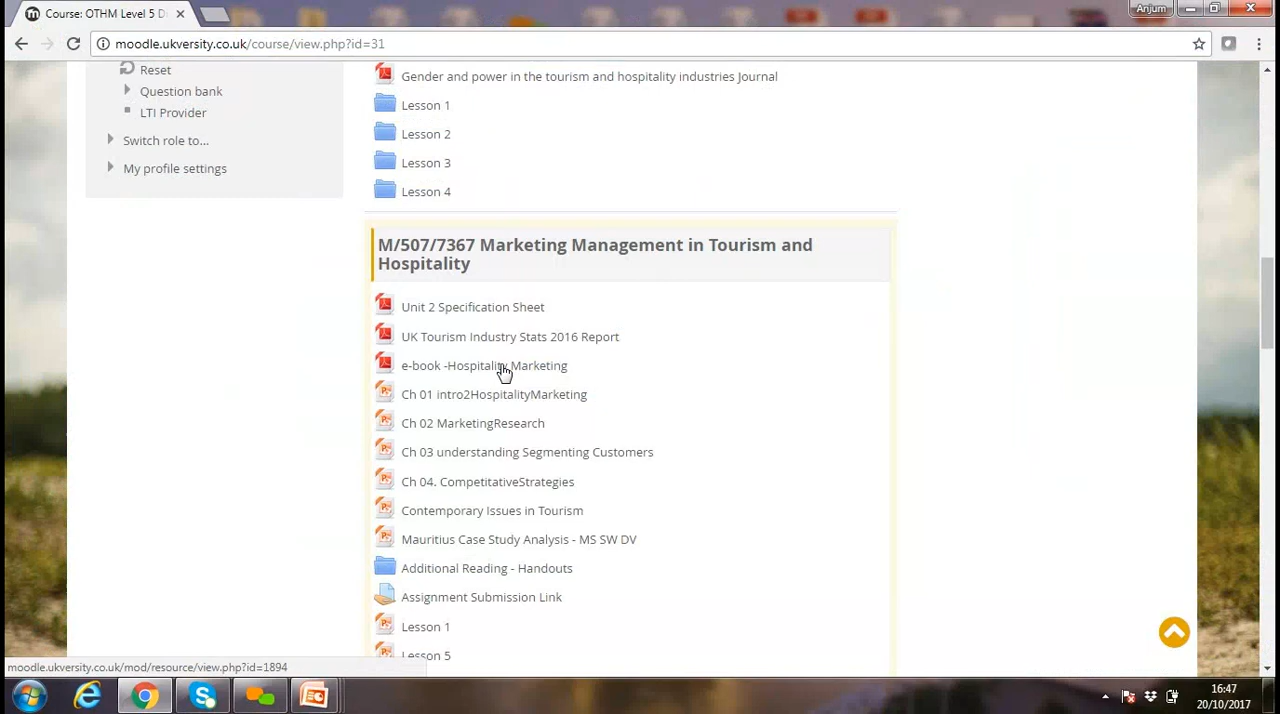 Course: OTHM Level 5 D
Anjum
moodle.ukversity.co.uk/course/view.php?id=31
Reset
Question bank
LTI Provider
Switch role to...
My profile settings
Gender and power in the tourism and hospitality industries Journal
Lesson 1
Lesson 2
Lesson 3
Lesson 4
M/507/7367 Marketing Management in Tourism and
Hospitality
Unit 2 Specification Sheet
UK Tourism Industry Stats 2016 Report
e-book -Hospitality Marketing
Ch 01 intro2HospitalityMarketing
Ch 02 MarketingResearch
Ch 03 understanding Segmenting Customers
Ch 04. CompetitativeStrategies
Contemporary Issues in Tourism
Mauritius Case Study Analysis - MS SW DV
Additional Reading - Handouts
Assignment Submission Link
Lesson 1
Lesson 5
moodle.ukversity.co.uk/mod/resource/view.php?id=1894
16:47
20/10/2017